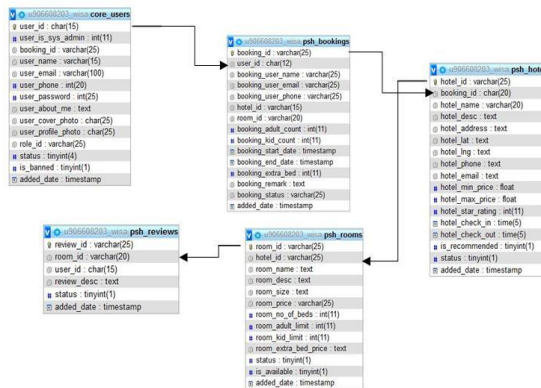 u906608203_wisa core_users
user_id : char(15)
user_is_sys_admin : int(11)
booking_id : varchar(25)
user_name : varchar(15)
user_email : varchar(100)
user_phone : int(20)
user_password : int(25)
user_about_me : text
user_cover_photo : char(25)
user_profile_photo : char(25)
role_id : varchar(25)
status : tinyint(4)
is_banned : tinyint(1)
added_date : timestamp
u906608203_wisa psh_bookings
booking_id : varchar(25)
user_id : char(12)
booking_user_name : varchar(25)
booking_user_email : varchar(25)
booking_user_phone : varchar(25)
hotel_id : varchar(15)
room_id : varchar(20)
booking_adult_count : int(11)
booking_kid_count : int(11)
booking_start_date : timestamp
booking_end_date : timestamp
booking_extra_bed : int(11)
booking_remark : text
booking_status : varchar(25)
added_date : timestamp
u906608203_wisa psh_hote
hotel_id : varchar(25)
booking_id : char(20)
hotel_name : varchar(20)
hotel_desc : text
hotel_address : text
hotel_lat : text
hotel_lng : text
hotel_phone : text
hotel_email : text
hotel_min_price : float
hotel_max_price : float
hotel_star_rating : int(11)
hotel_check_in : time(5)
hotel_check_out : time(5)
is_recommended : tinyint(1)
status : tinyint(1)
added_date : timestamp
u906608203_wisa psh_reviews
review_id : varchar(25)
room_id : varchar(20)
user_id : char(15)
review_desc : text
status : tinyint(1)
added_date : timestamp
u906608203_wisa psh_rooms
room_id : varchar(25)
hotel_id : varchar(25)
room_name : text
room_desc : text
room_size : text
room_price : varchar(25)
room_no_of_beds : int(11)
room_adult_limit : int(11)
room_kid_limit : int(11)
room_extra_bed_price : text
status : tinyint(1)
is_available : tinyint(1)
added_date : timestamp